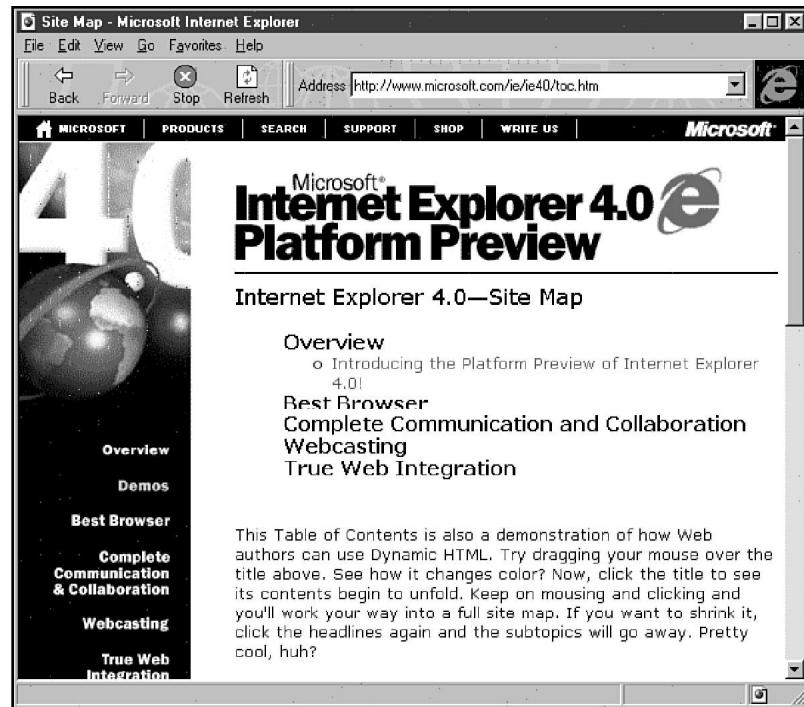 Site Map - Microsoft Internet Explorer
File Edit View Go Favorites Help
Back Forward Stop Refresh Address http://www.microsoft.com/ie/ie40/toc.htm
MICROSOFT PRODUCTS SEARCH SUPPORT SHOP WRITE US Microsoft
40
Microsoft®
Internet Explorer 4.0
Platform Preview
Internet Explorer 4.0—Site Map
Overview
o Introducing the Platform Preview of Internet Explorer
4.0!
Best Browser
Complete Communication and Collaboration
Webcasting
True Web Integration
Overview
Demos
Best Browser
Complete
Communication
& Collaboration
Webcasting
True Web
Integration
This Table of Contents is also a demonstration of how Web
authors can use Dynamic HTML. Try dragging your mouse over the
title above. See how it changes color? Now, click the title to see
its contents begin to unfold. Keep on mousing and clicking and
you'll work your way into a full site map. If you want to shrink it,
click the headlines again and the subtopics will go away. Pretty
cool, huh?